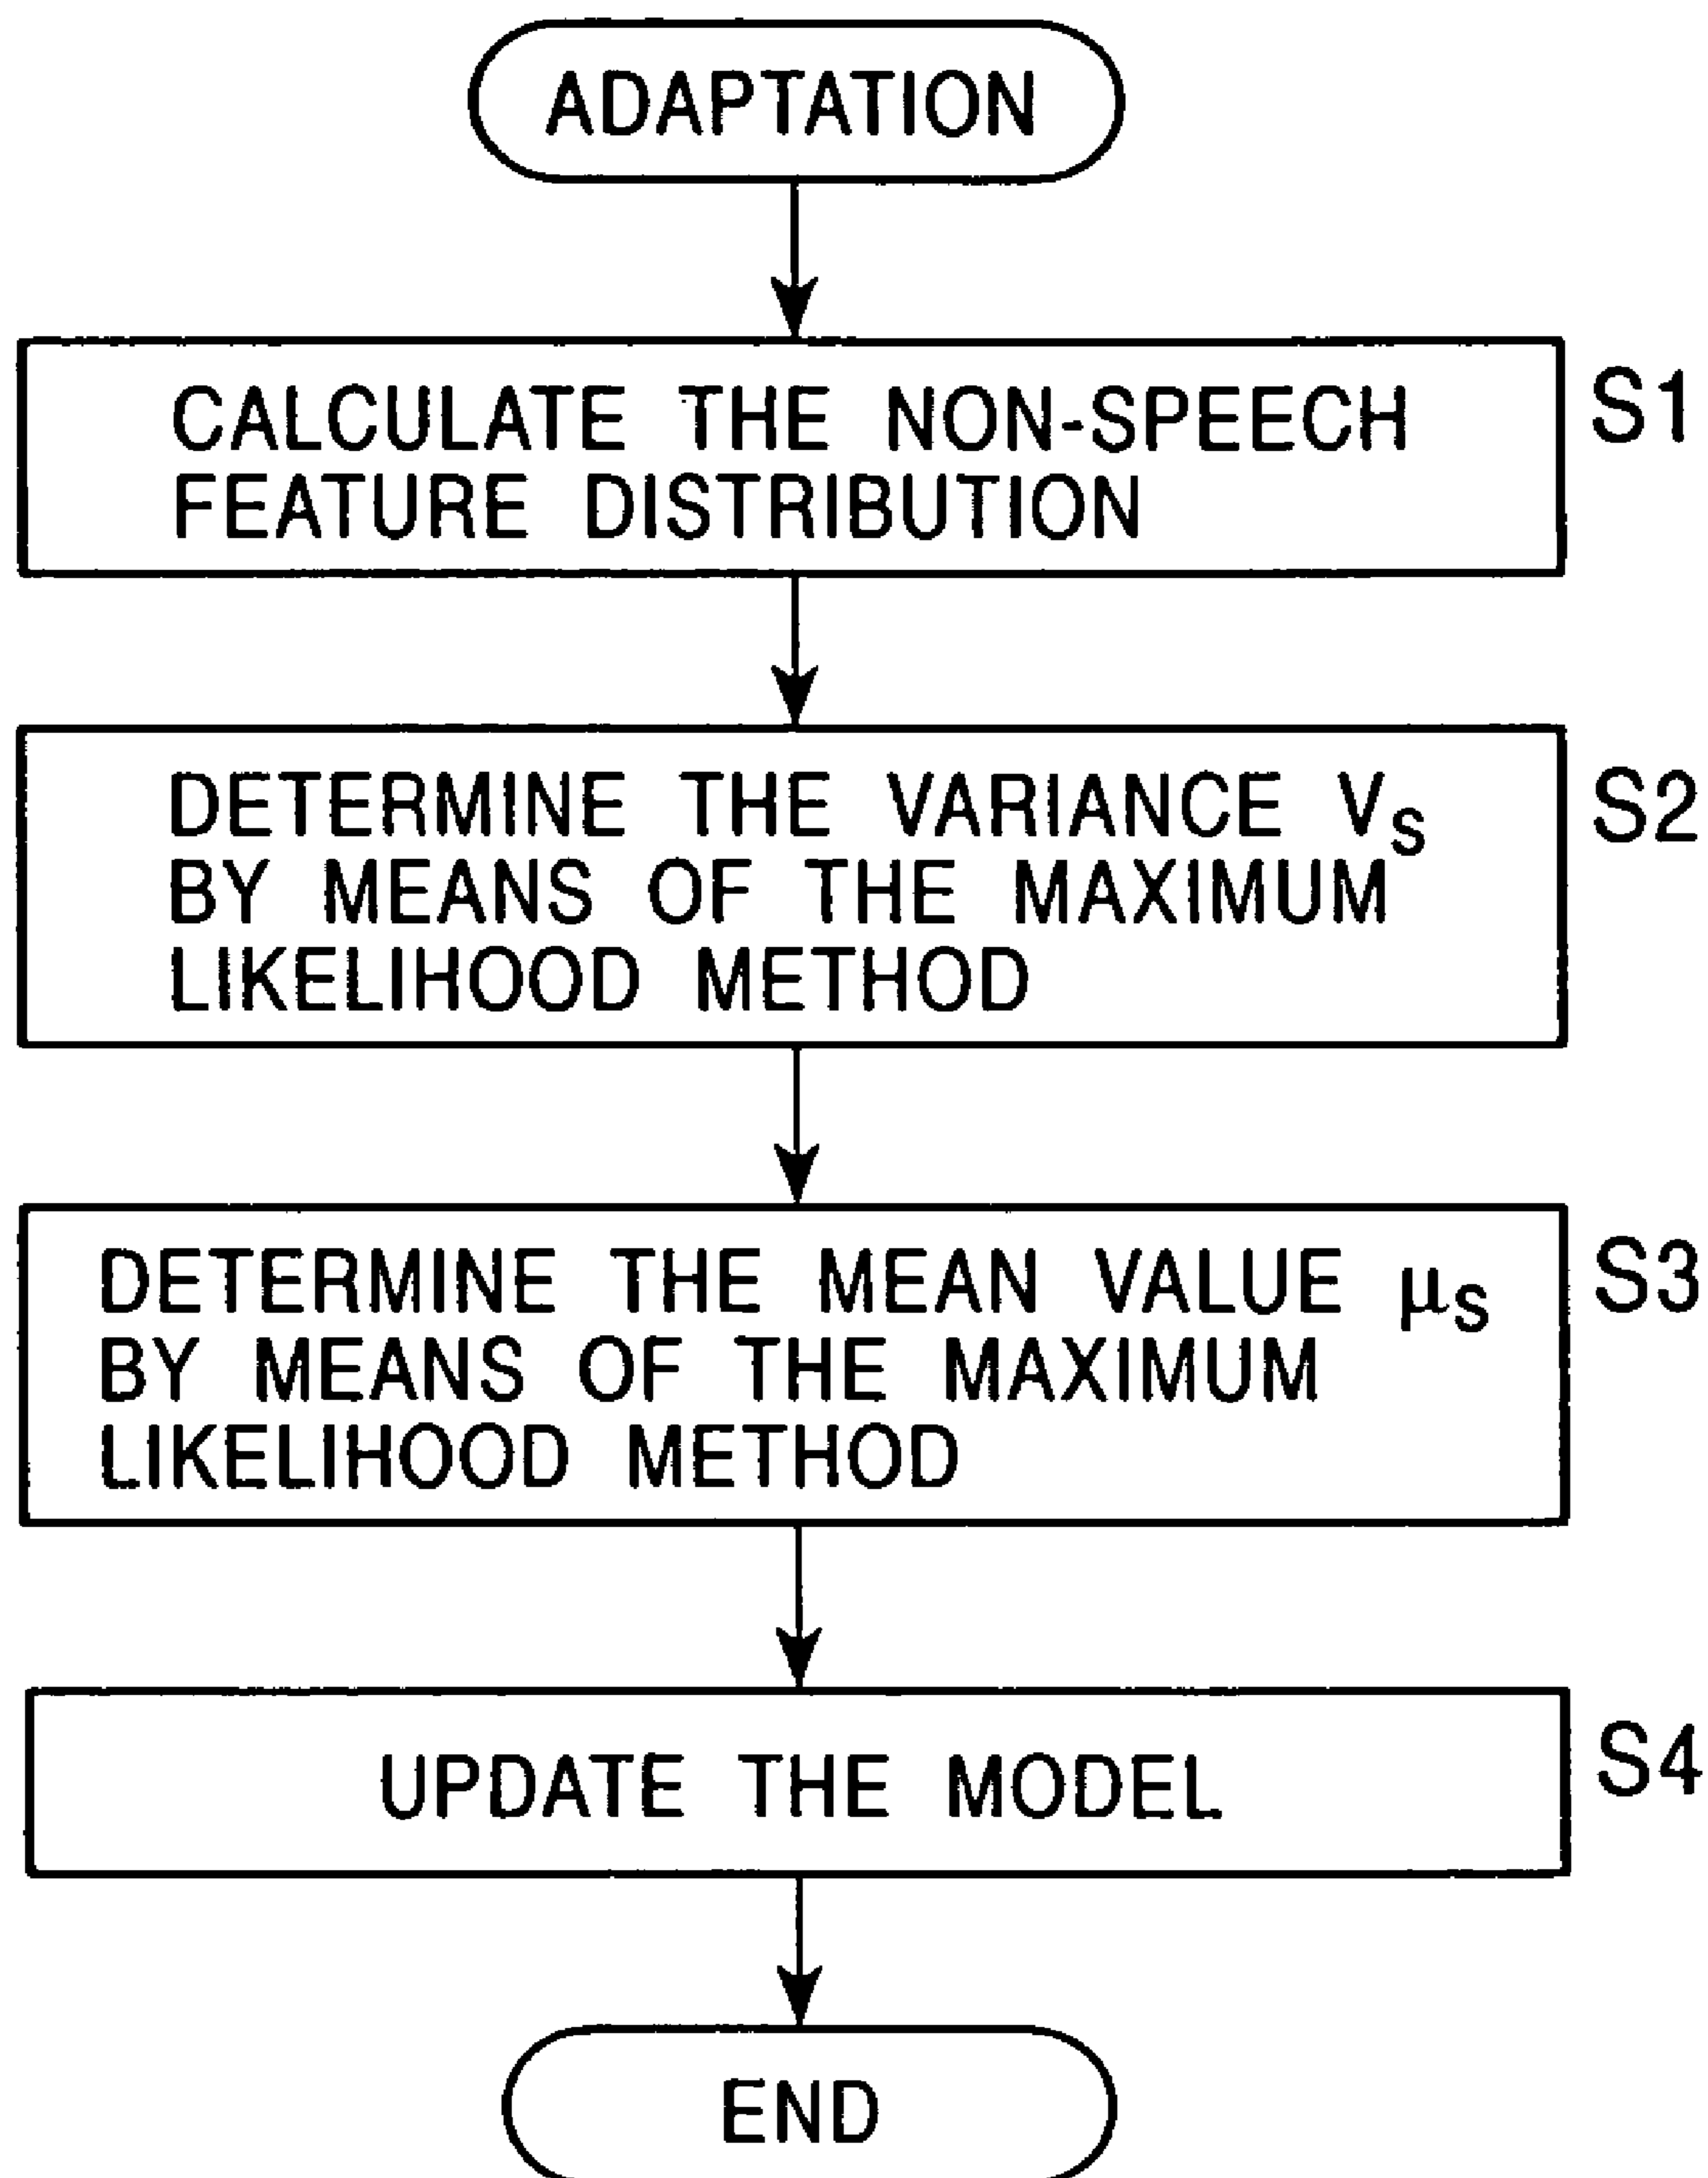 ADAPTATION
CALCULATE THE NON-SPEECH
FEATURE DISTRIBUTION
S1
DETERMINE THE VARIANCE Vs
BY MEANS OF THE MAXIMUM
LIKELIHOOD METHOD
S2
DETERMINE THE MEAN VALUE μs
BY MEANS OF THE MAXIMUM
LIKELIHOOD METHOD
S3
UPDATE THE MODEL
S4
END